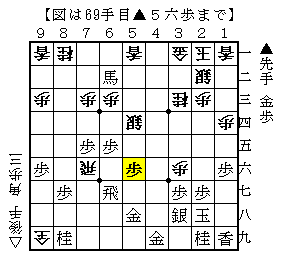 【図は69手目▲５六歩まで】
９ ８ ７ ６ ５ ４ ３ ２ １
香 桂 香 金 玉 香 一
馬 銀 二
歩 歩 歩 歩 歩 三
銀 歩 四
歩 歩 五
歩 飛 歩 歩 歩 六
歩 飛 歩 歩 七
金 銀 玉 八
全 桂 金 桂 香 九
▲先手 金歩
△後手 角歩三